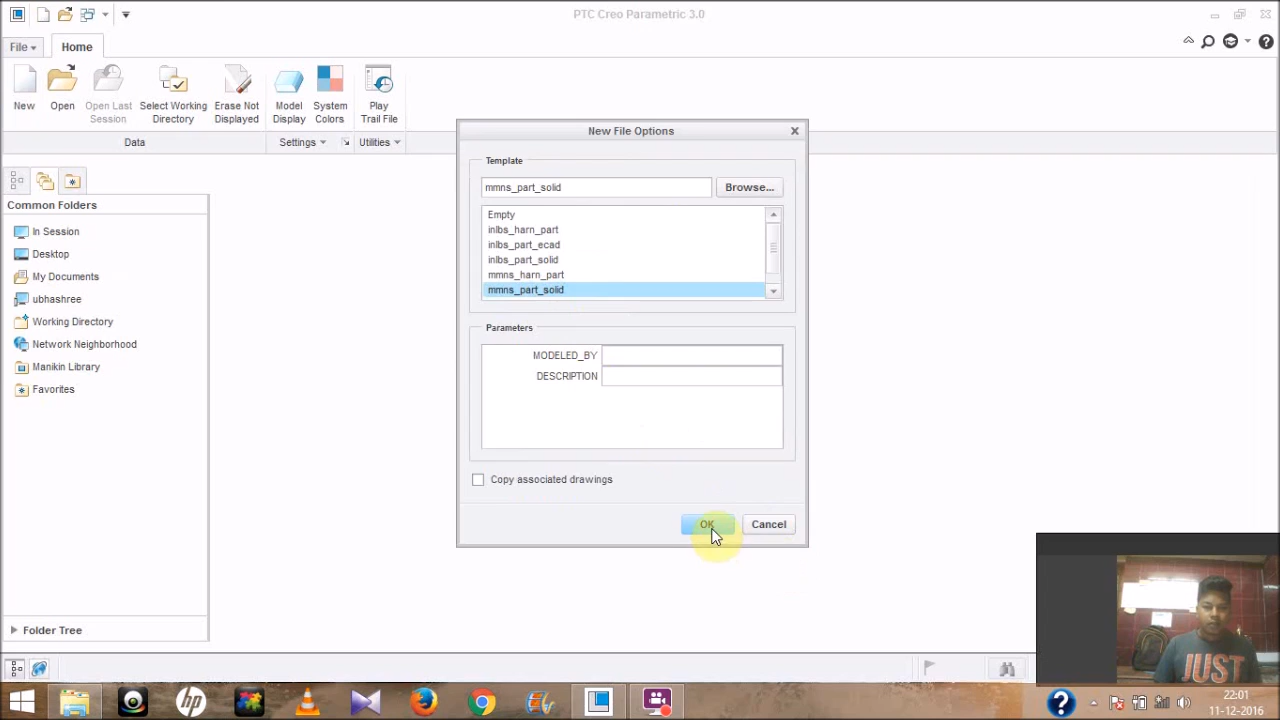 PTC Creo Parametric 3.0
File
Home
New
Open
Open Last
Session
Select Working
Directory
Erase Not
Displayed
Model
Display
System
Colors
Play
Trail File
Data
Settings
Utilities
Common Folders
In Session
Desktop
My Documents
ubhashree
Working Directory
Network Neighborhood
Manikin Library
Favorites
Folder Tree
New File Options
Template
mmns_part_solid
Browse...
Empty
inlbs_harn_part
inlbs_part_ecad
inlbs_part_solid
mmns_harn_part
mmns_part_solid
Parameters
MODELED_BY
DESCRIPTION
Copy associated drawings
OK
Cancel
JUST
hp
22:01
11-12-2016